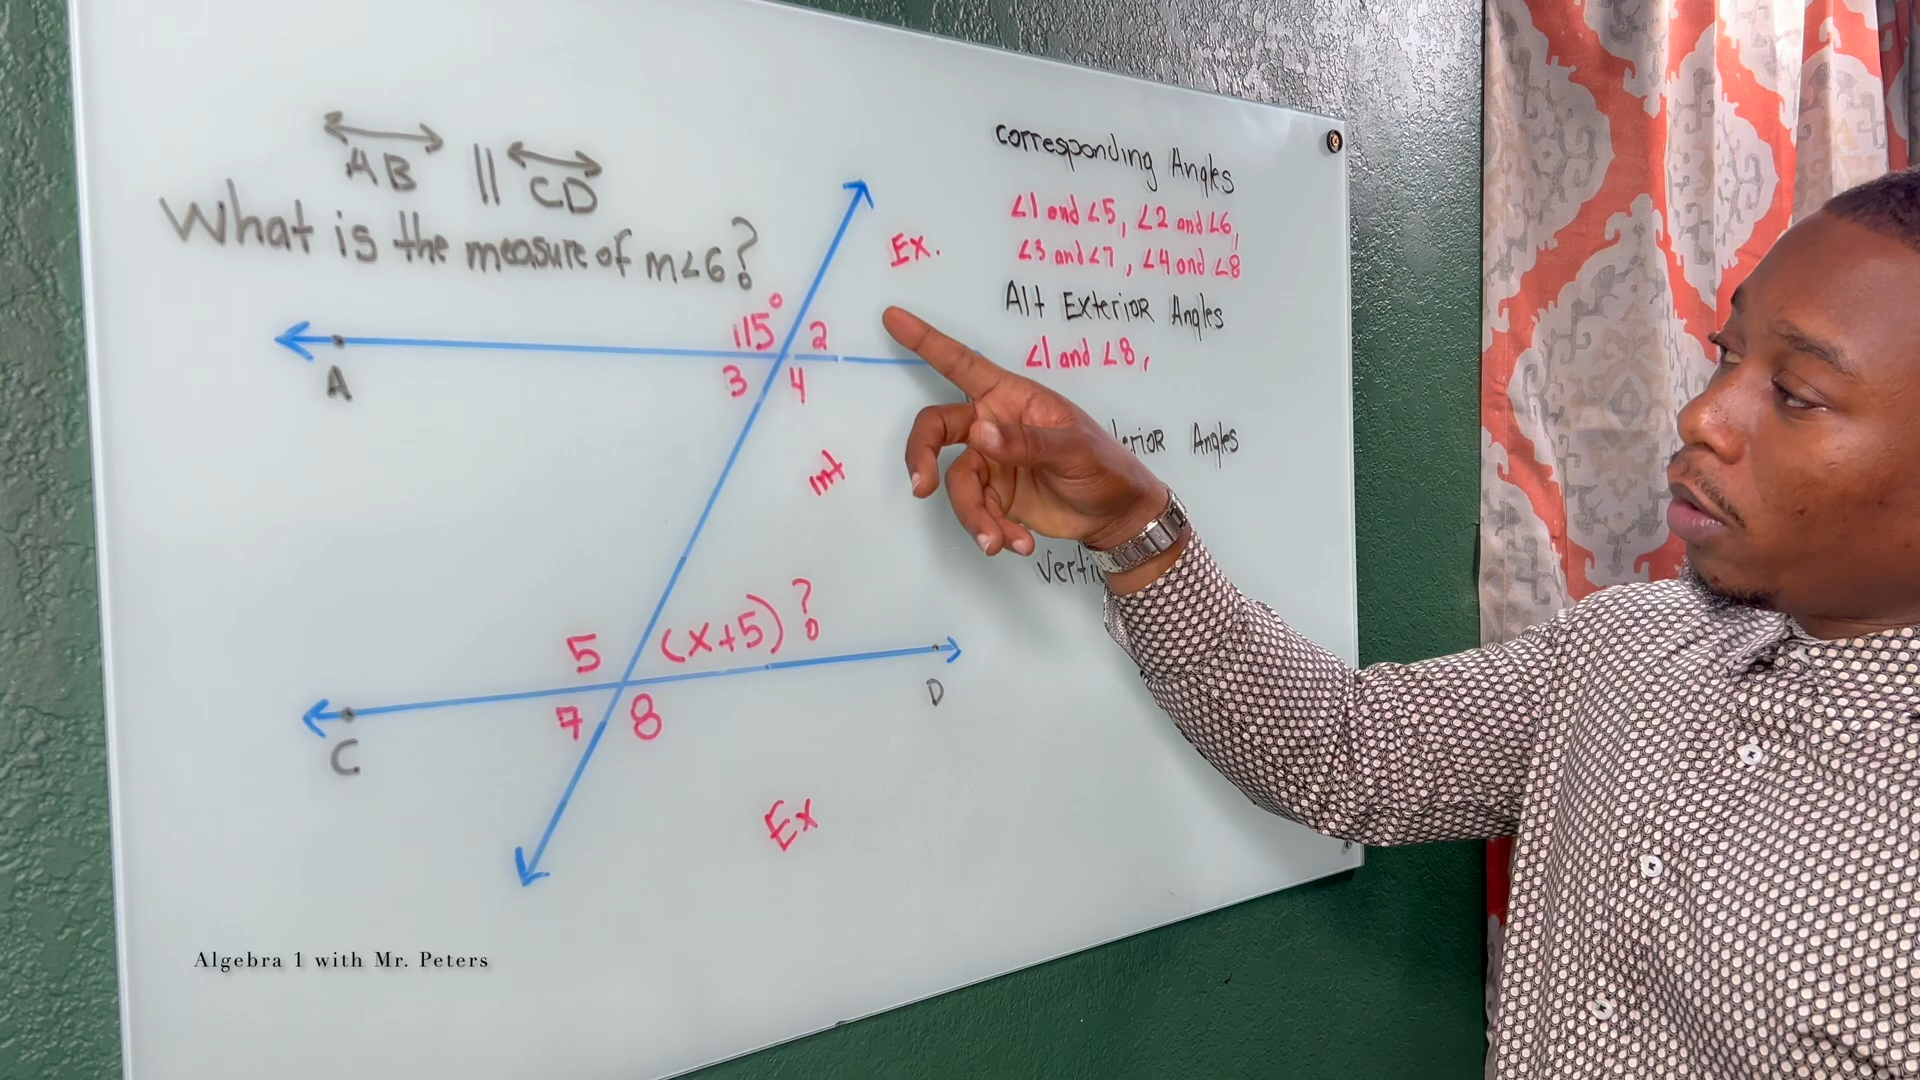 AB || CD
What is the measure of m∠6?
Ex.
115° 2
3 4
A
Int
5 (x+5)?
7 8
C
D
Ex
corresponding Angles
∠1 and ∠5, ∠2 and ∠6,
∠3 and ∠7, ∠4 and ∠8
Alt Exterior Angles
∠1 and ∠8,
Angles
Algebra 1 with Mr. Peters